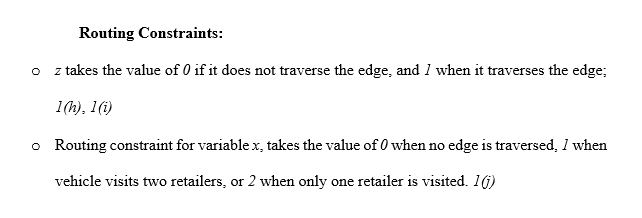 Routing Constraints:
o z takes the value of 0 if it does not traverse the edge, and 1 when it traverses the edge;
1(h), 1(i)
o Routing constraint for variable x, takes the value of 0 when no edge is traversed, 1 when
vehicle visits two retailers, or 2 when only one retailer is visited. 1(j)